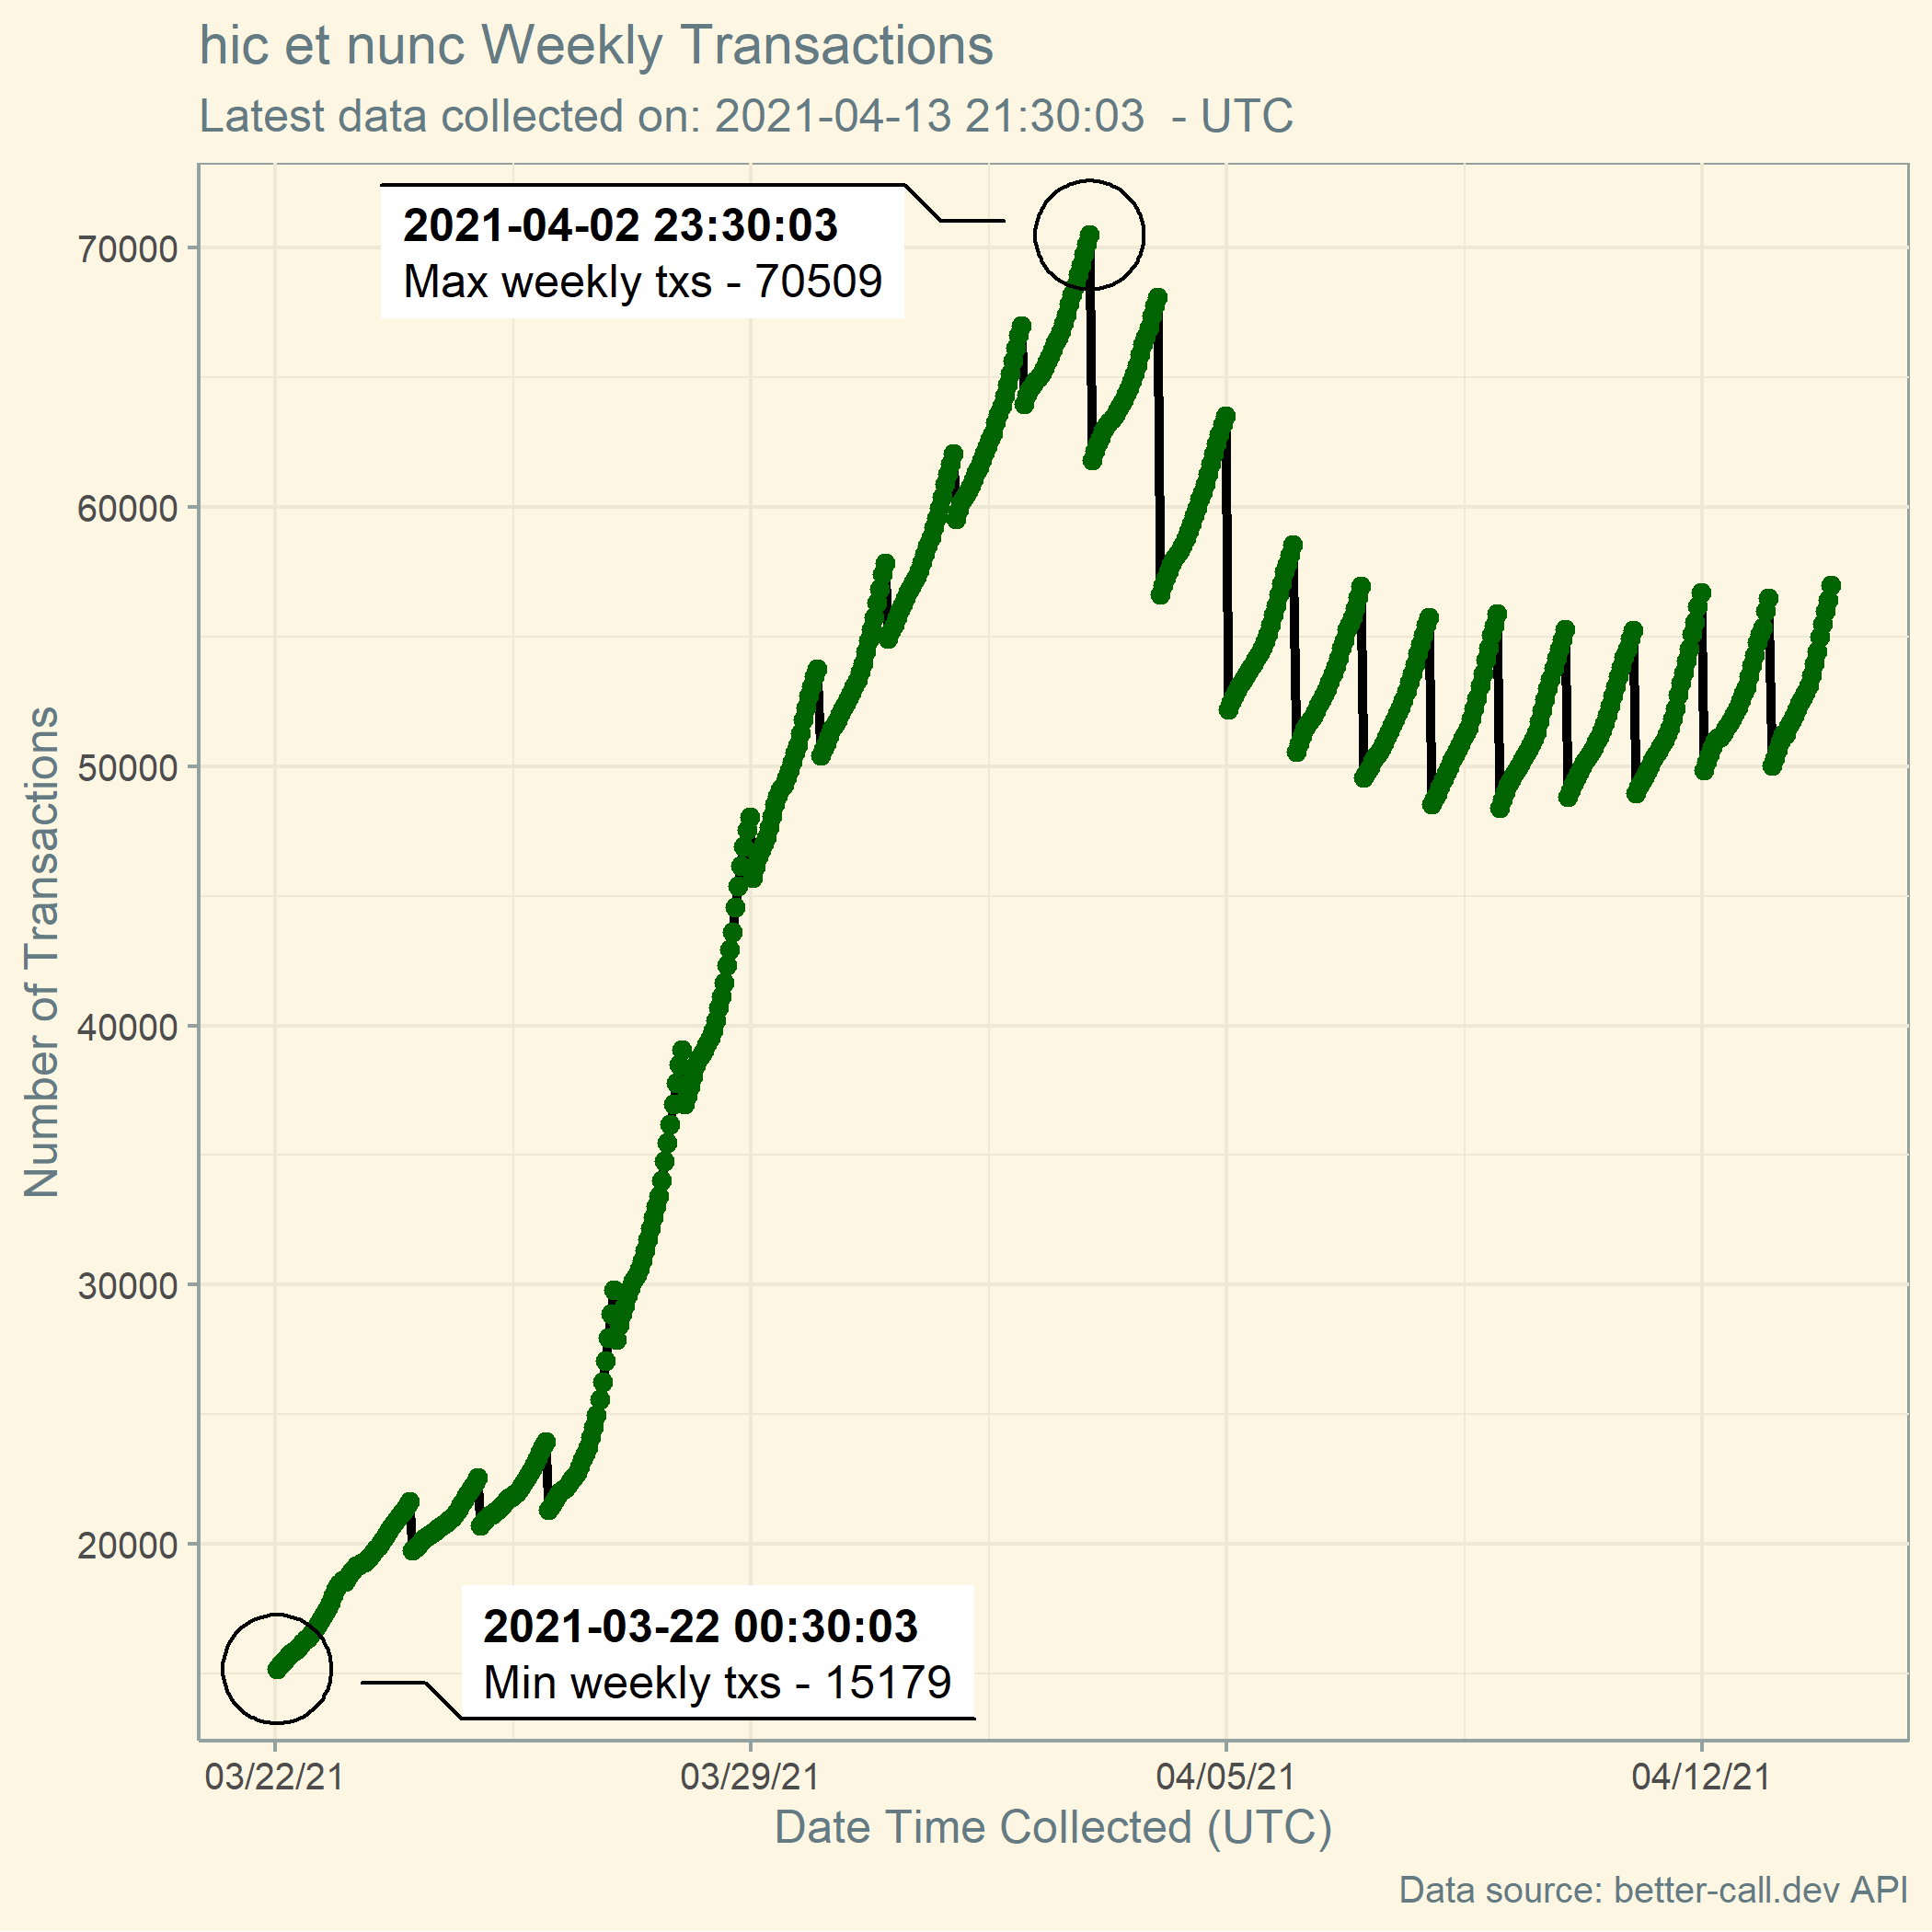 hic et nunc Weekly Transactions
Latest data collected on: 2021-04-13 21:30:03  - UTC
2021-04-02 23:30:03
Max weekly txs - 70509
70000
60000
50000
40000
30000
20000
Number of Transactions
2021-03-22 00:30:03
Min weekly txs - 15179
03/22/21
03/29/21
04/05/21
04/12/21
Date Time Collected (UTC)
Data source: better-call.dev API